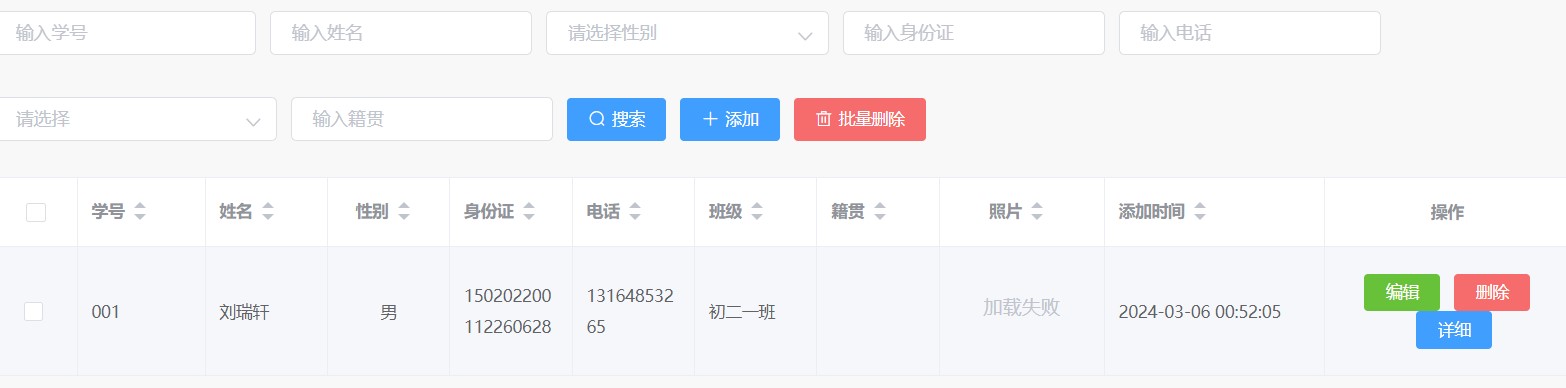 输入学号 输入姓名 请选择性别 输入身份证 输入电话
请选择 输入籍贯 搜索 添加 批量删除
学号 姓名 性别 身份证 电话 班级 籍贯 照片 添加时间 操作
001 刘瑞轩 男 150202200 131648532 初二一班 加载失败 2024-03-06 00:52:05 编辑 删除
112260628 65 详细